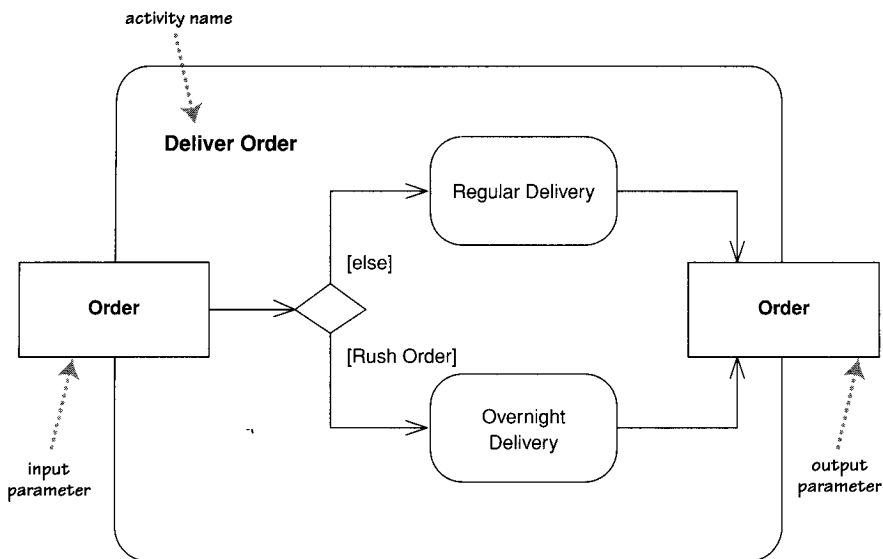 activity name
Deliver Order
Regular Delivery
[else]
Order
Order
[Rush Order]
Overnight
Delivery
input
parameter
output
parameter